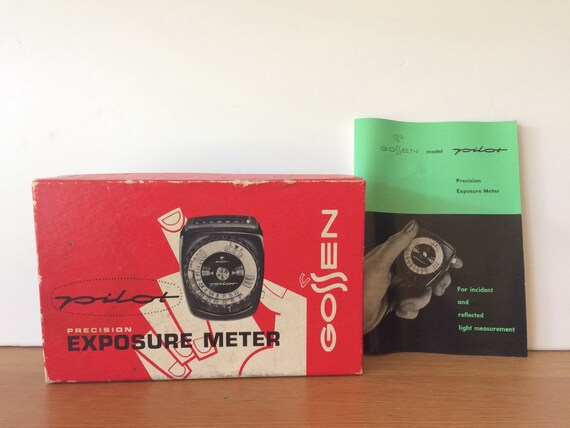 pilot
PRECISION
EXPOSURE METER
GOSSEN
GOSSEN model pilot
Precision
Exposure Meter
For incident
and
reflected
light measurement